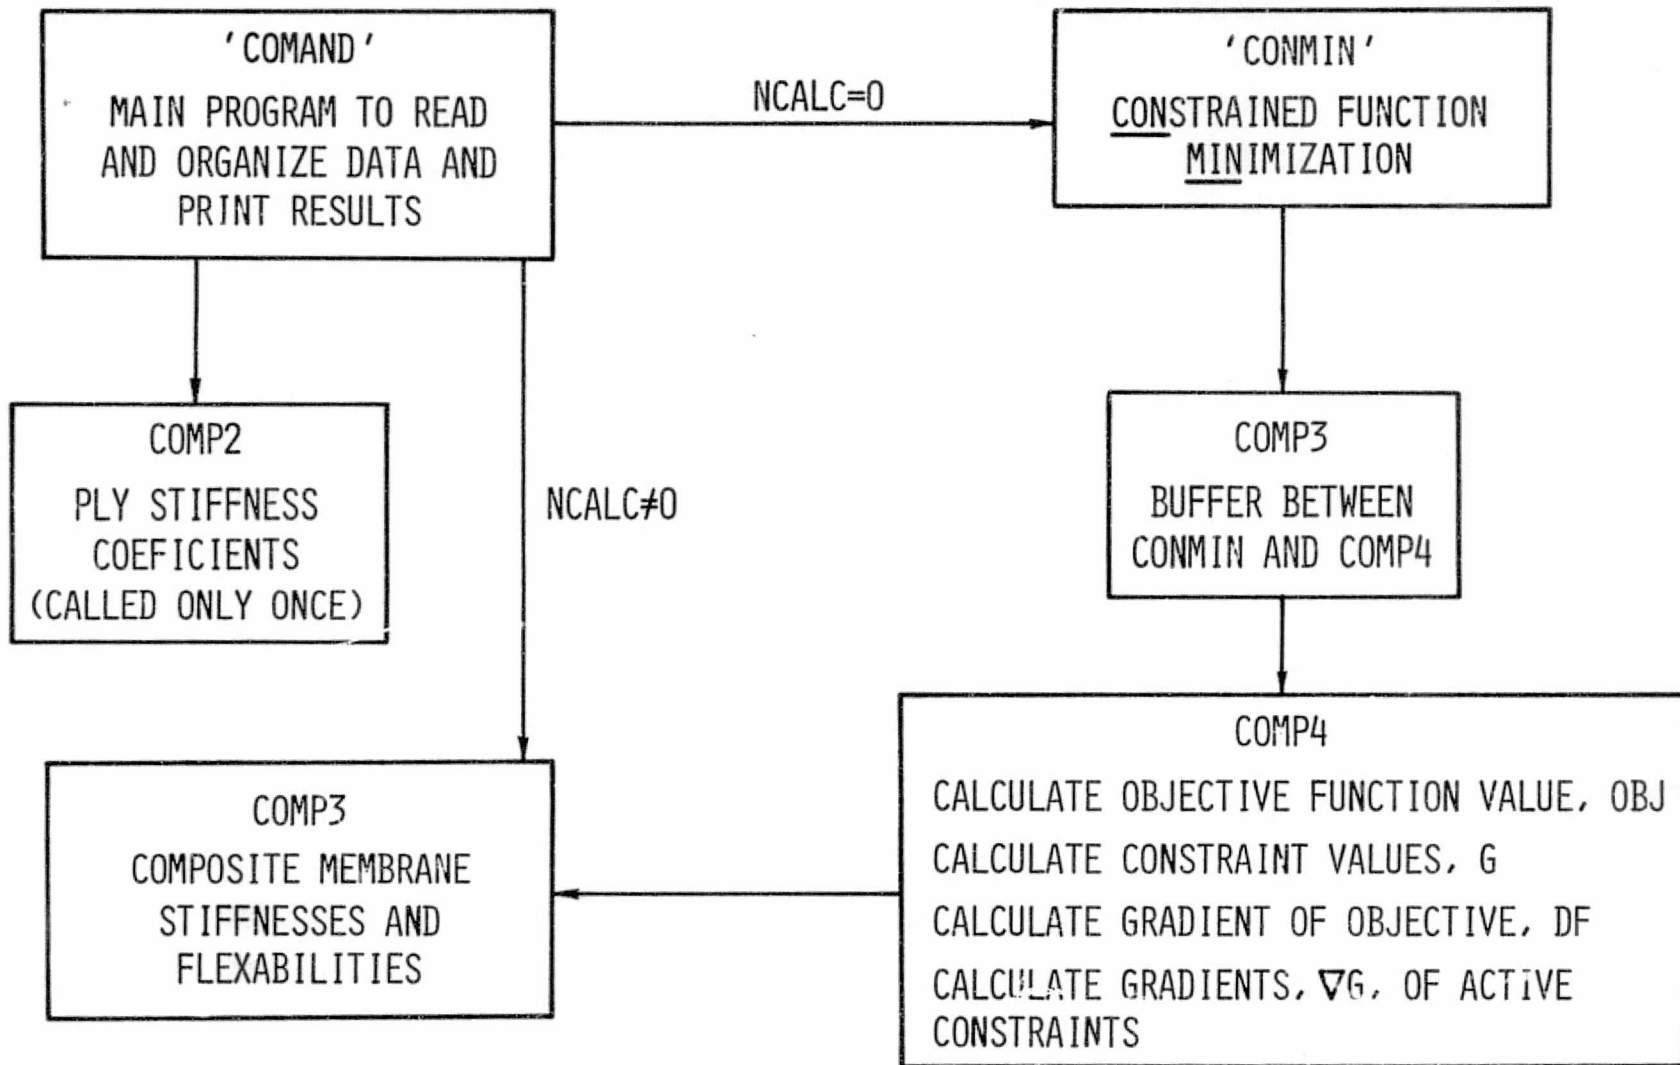 'COMAND'
MAIN PROGRAM TO READ
AND ORGANIZE DATA AND
PRINT RESULTS
NCALC=0
'CONMIN'
CONSTRAINED FUNCTION
MINIMIZATION
COMP2
PLY STIFFNESS
COEFICIENTS
(CALLED ONLY ONCE)
NCALC≠0
COMP3
BUFFER BETWEEN
CONMIN AND COMP4
COMP3
COMPOSITE MEMBRANE
STIFFNESSES AND
FLEXABILITIES
COMP4
CALCULATE OBJECTIVE FUNCTION VALUE, OBJ
CALCULATE CONSTRAINT VALUES, G
CALCULATE GRADIENT OF OBJECTIVE, DF
CALCULATE GRADIENTS, ∇G, OF ACTIVE
CONSTRAINTS